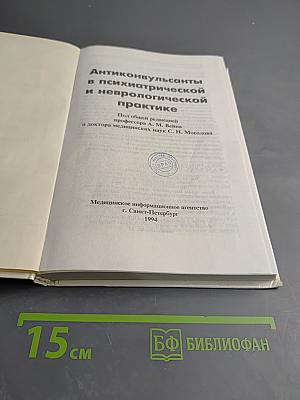 Антиконвульсанты
в психиатрической
и неврологической
практике
Под общей редакцией
профессора А. М. Вейна
и доктора медицинских наук С. Н. Мосолова
Медицинское информационное агентство
г. Санкт-Петербург
1994
15 см
БФ БИБЛИОФАН